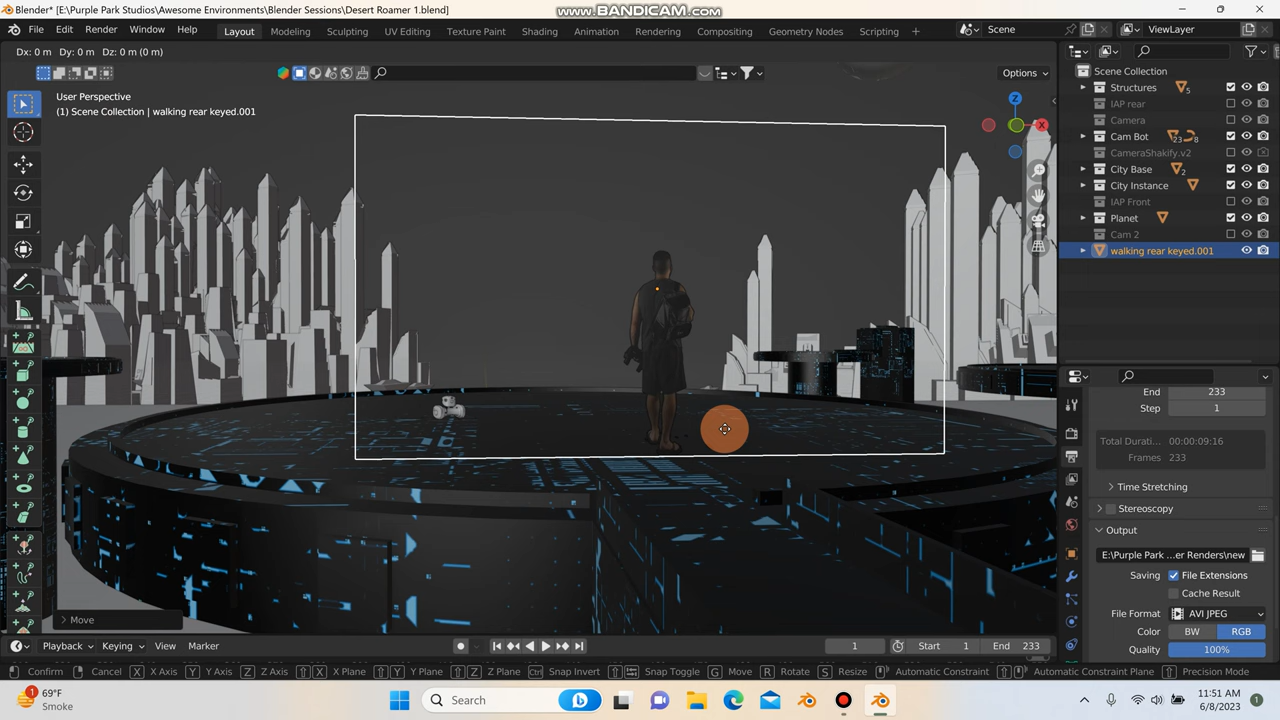 Blender* [E:\Purple Park Studios\Awesome Environments\Blender Sessions\Desert Roamer 1.blend]
www.BANDICAM.com
File Edit Render Window Help Layout Modeling Sculpting UV Editing Texture Paint Shading Animation Rendering Compositing Geometry Nodes Scripting + Scene ViewLayer
Dx: 0 m Dy: 0 m Dz: 0 m (0 m)
Options
User Perspective
(1) Scene Collection | walking rear keyed.001
Z
X
Scene Collection
Structures 5
IAP rear
Camera
Cam Bot 23 8
CameraShakify.v2
City Base 2
City Instance
IAP Front
Planet
Cam 2
walking rear keyed.001
End 233
Step 1
Total Durati... 00:00:09:16
Frames 233
Time Stretching
Stereoscopy
Output
E:\Purple Park ...er Renders\new
Saving File Extensions
Cache Result
File Format AVI JPEG
Color BW RGB
Quality 100%
Move
Playback Keying View Marker 1 Start 1 End 233
Confirm Cancel X X Axis Y Y Axis Z Z Axis X X Plane Y Y Plane Z Z Plane Ctrl Snap Invert Snap Toggle G Move R Rotate S Resize Automatic Constraint Automatic Constraint Plane Precision Mode
1
69°F
Smoke
Search
11:51 AM
6/8/2023
1